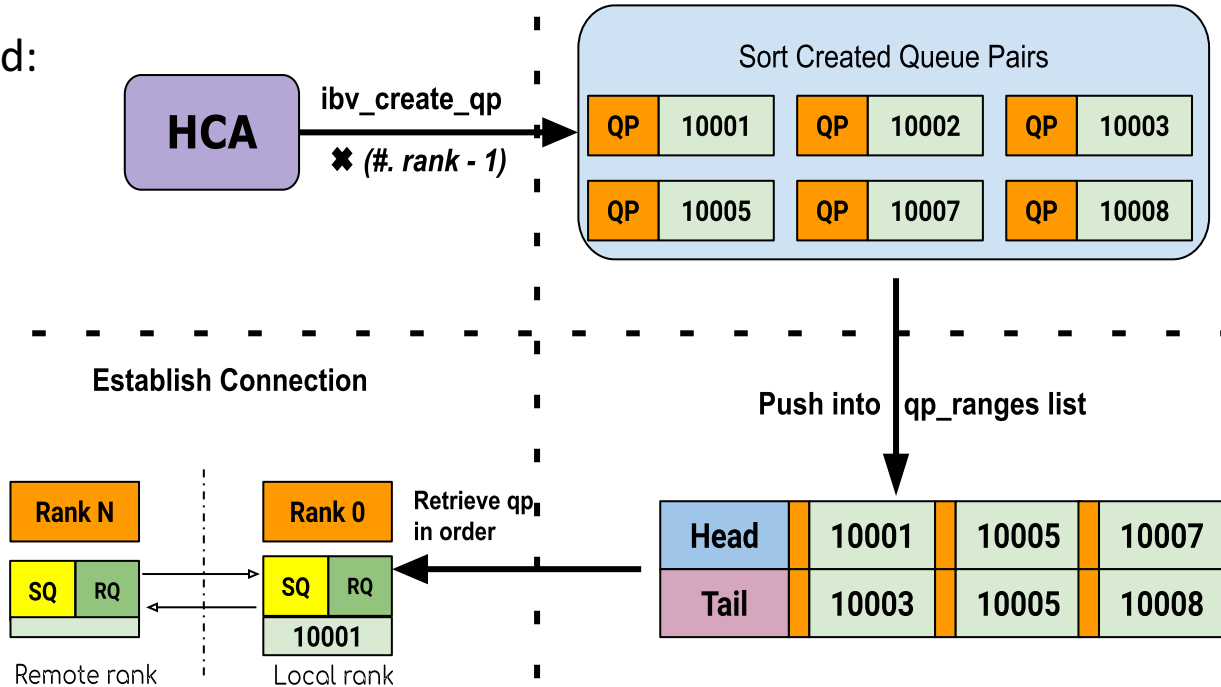 d:
HCA
ibv_create_qp
✖ (#. rank - 1)
Sort Created Queue Pairs
QP 10001 QP 10002 QP 10003
QP 10005 QP 10007 QP 10008
Push into qp_ranges list
Head 10001 10005 10007
Tail 10003 10005 10008
Establish Connection
Retrieve qp
in order
Rank N Rank 0
SQ RQ SQ RQ
10001
Remote rank Local rank